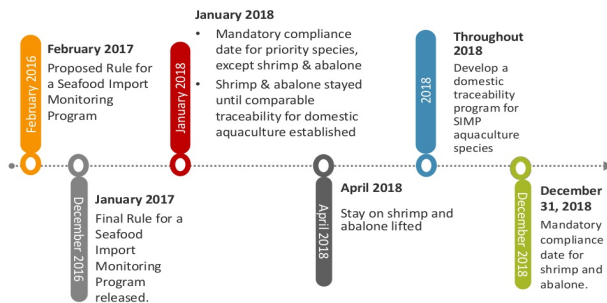 February 2016
February 2017
Proposed Rule for
a Seafood Import
Monitoring
Program
December 2016
January 2017
Final Rule for a
Seafood
Import
Monitoring
Program
released.
January 2018
January 2018
• Mandatory compliance
date for priority species,
except shrimp & abalone
• Shrimp & abalone stayed
until comparable
traceability for domestic
aquaculture established
April 2018
April 2018
Stay on shrimp and
abalone lifted
2018
Throughout
2018
Develop a
domestic
traceability
program for
SIMP
aquaculture
species
December 2018
December
31, 2018
Mandatory
compliance
date for
shrimp and
abalone.